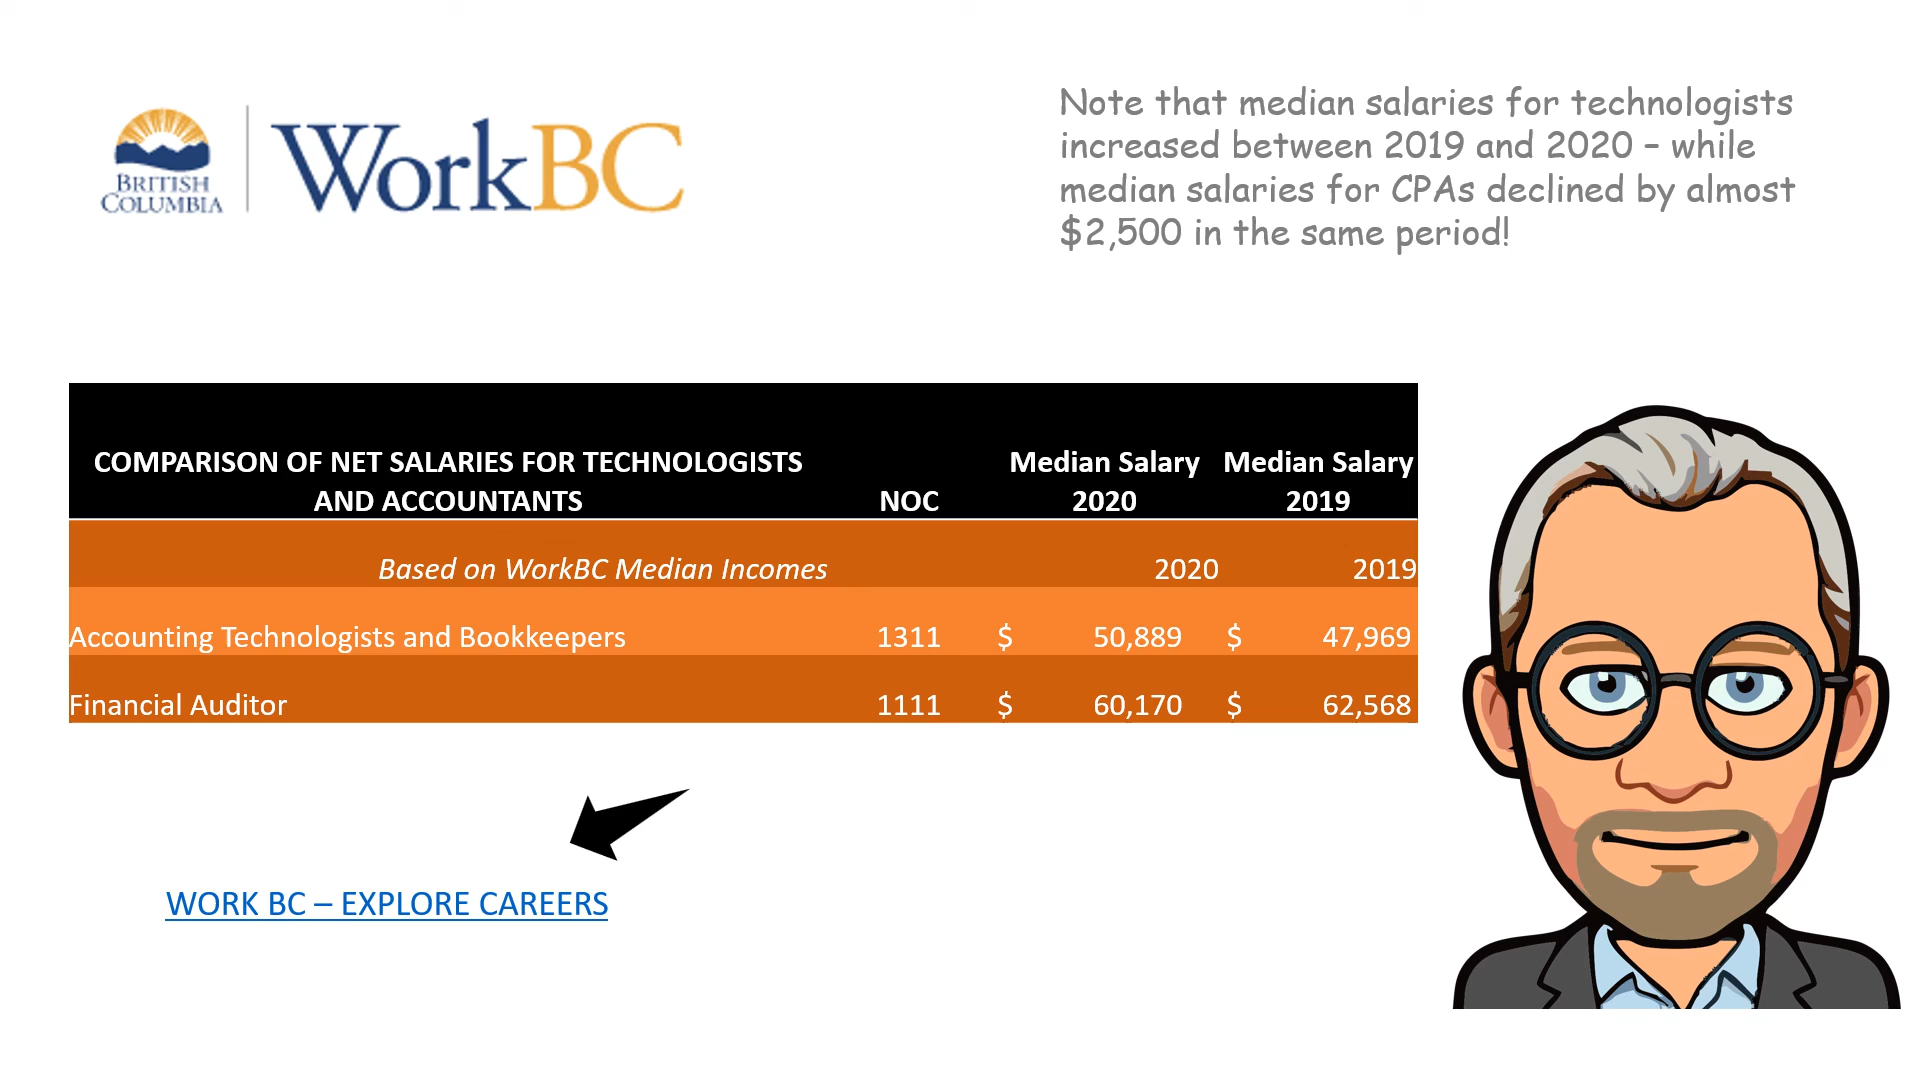 BRITISH
COLUMBIA
WorkBC
Note that median salaries for technologists
increased between 2019 and 2020 – while
median salaries for CPAs declined by almost
$2,500 in the same period!
COMPARISON OF NET SALARIES FOR TECHNOLOGISTS
AND ACCOUNTANTS NOC Median Salary 2020 Median Salary 2019
Based on WorkBC Median Incomes 2020 2019
Accounting Technologists and Bookkeepers 1311 $ 50,889 $ 47,969
Financial Auditor 1111 $ 60,170 $ 62,568
WORK BC – EXPLORE CAREERS